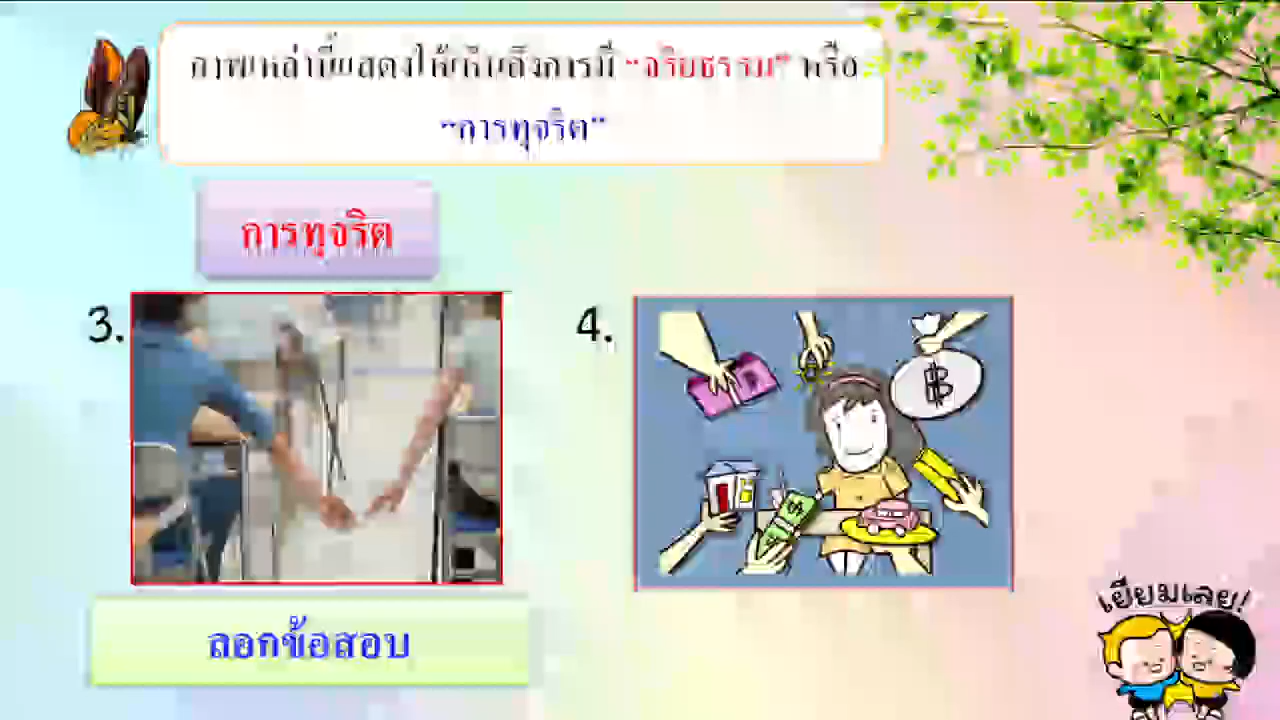 ภาพเหล่านี้แสดงให้เห็นถึงการมี “จริยธรรม” หรือ
“การทุจริต”
การทุจริต
3.
4.
฿
ลอกข้อสอบ
เยี่ยมเลย!